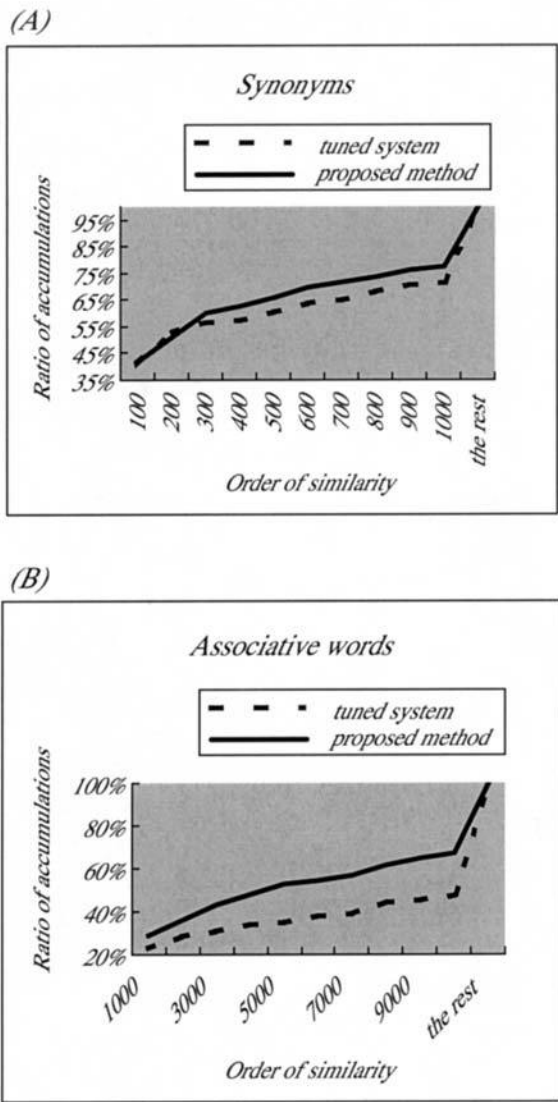 (A)
Synonyms
tuned system
proposed method
Ratio of accumulations
95%
85%
75%
65%
55%
45%
35%
100
200
300
400
500
600
700
800
900
1000
the rest
Order of similarity
(B)
Associative words
tuned system
proposed method
Ratio of accumulations
100%
80%
60%
40%
20%
1000
3000
5000
7000
9000
the rest
Order of similarity